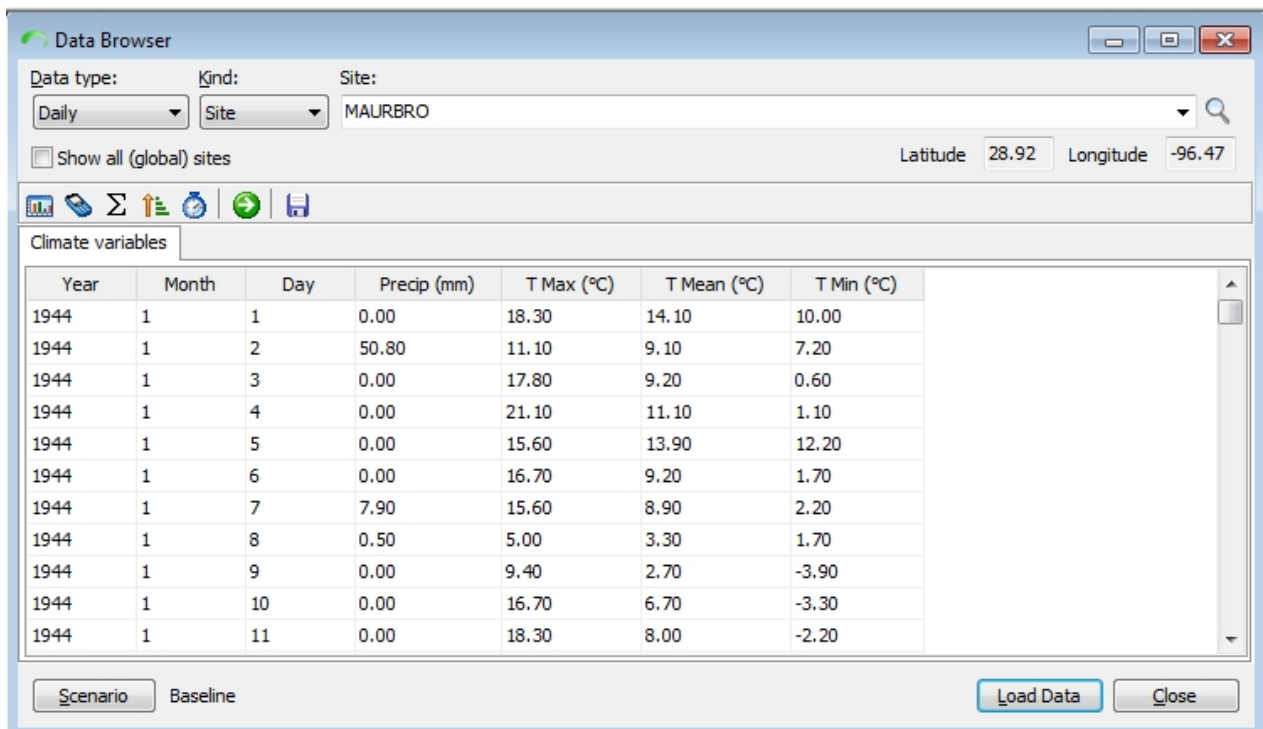 Data Browser
Data type: Kind: Site:
Daily Site MAURBRO
Show all (global) sites Latitude 28.92 Longitude -96.47
Σ
Climate variables
Year Month Day Precip (mm) T Max (ºC) T Mean (ºC) T Min (ºC)
1944 1 1 0.00 18.30 14.10 10.00
1944 1 2 50.80 11.10 9.10 7.20
1944 1 3 0.00 17.80 9.20 0.60
1944 1 4 0.00 21.10 11.10 1.10
1944 1 5 0.00 15.60 13.90 12.20
1944 1 6 0.00 16.70 9.20 1.70
1944 1 7 7.90 15.60 8.90 2.20
1944 1 8 0.50 5.00 3.30 1.70
1944 1 9 0.00 9.40 2.70 -3.90
1944 1 10 0.00 16.70 6.70 -3.30
1944 1 11 0.00 18.30 8.00 -2.20
Scenario Baseline Load Data Close